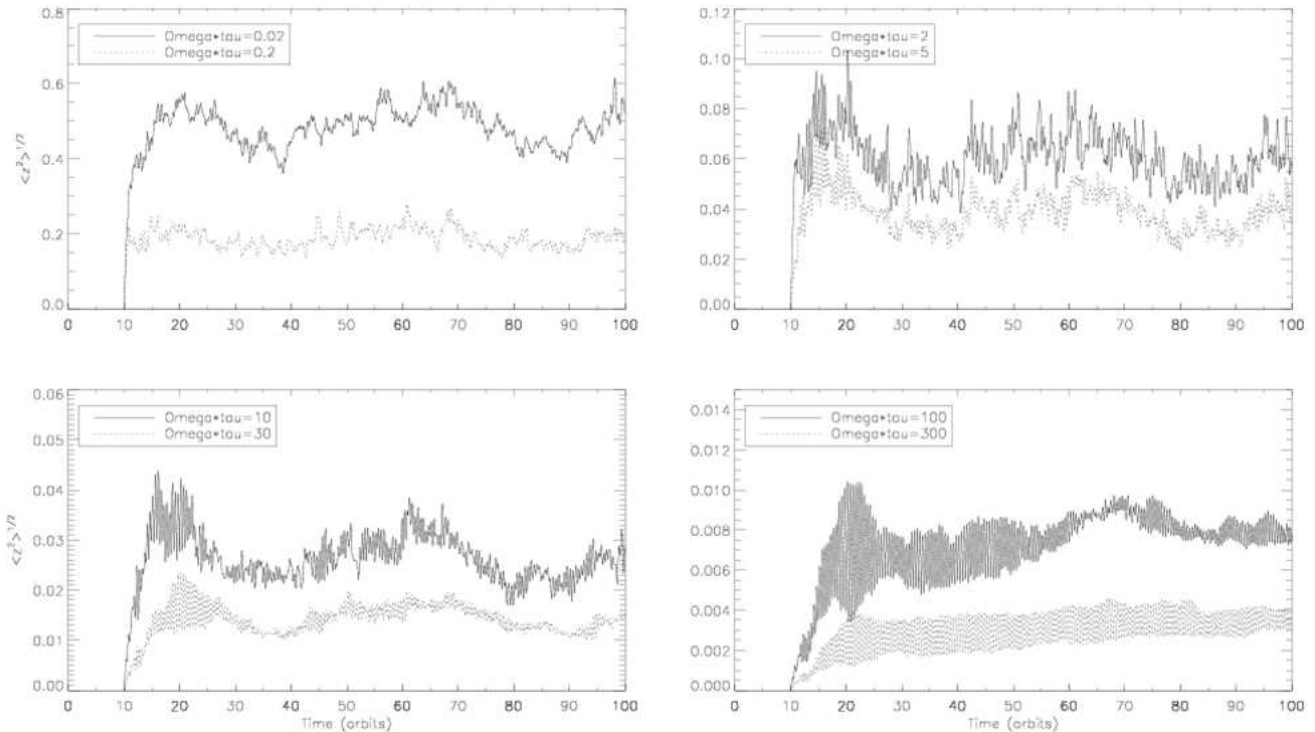 Omega*tau=0.02
Omega*tau=0.2
<z²>^1/2
0.8
0.6
0.4
0.2
0.0
0 10 20 30 40 50 60 70 80 90 100
Omega*tau=2
Omega*tau=5
0.12
0.10
0.08
0.06
0.04
0.02
0.00
0 10 20 30 40 50 60 70 80 90 100
Omega*tau=10
Omega*tau=30
<z²>^1/2
0.06
0.05
0.04
0.03
0.02
0.01
0.00
0 10 20 30 40 50 60 70 80 90 100
Time (orbits)
Omega*tau=100
Omega*tau=300
0.014
0.012
0.010
0.008
0.006
0.004
0.002
0.000
0 10 20 30 40 50 60 70 80 90 100
Time (orbits)